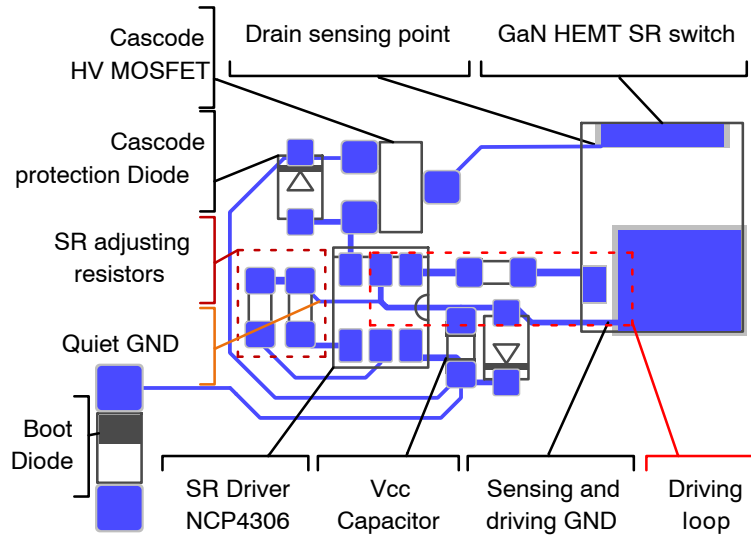 Cascode
HV MOSFET
Drain sensing point
GaN HEMT SR switch
Cascode
protection Diode
SR adjusting
resistors
Quiet GND
Boot
Diode
SR Driver
NCP4306
Vcc
Capacitor
Sensing and
driving GND
Driving
loop